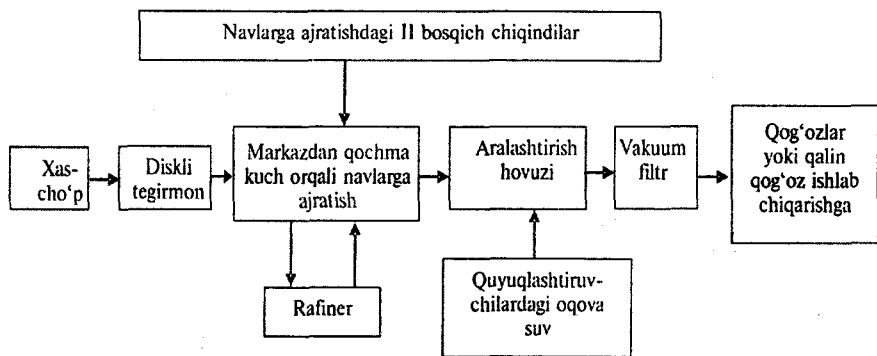 Navlarga ajratishdagi II bosqich chiqindilar
Xas-
cho‘p
Diskli
tegirmon
Markazdan qochma
kuch orqali navlarga
ajratish
Aralashtirish
hovuzi
Vakuum
filtr
Qog‘ozlar
yoki qalin
qog‘oz ishlab
chiqarishga
Rafiner
Quyuqlashtiruv-
chilardagi oqova
suv